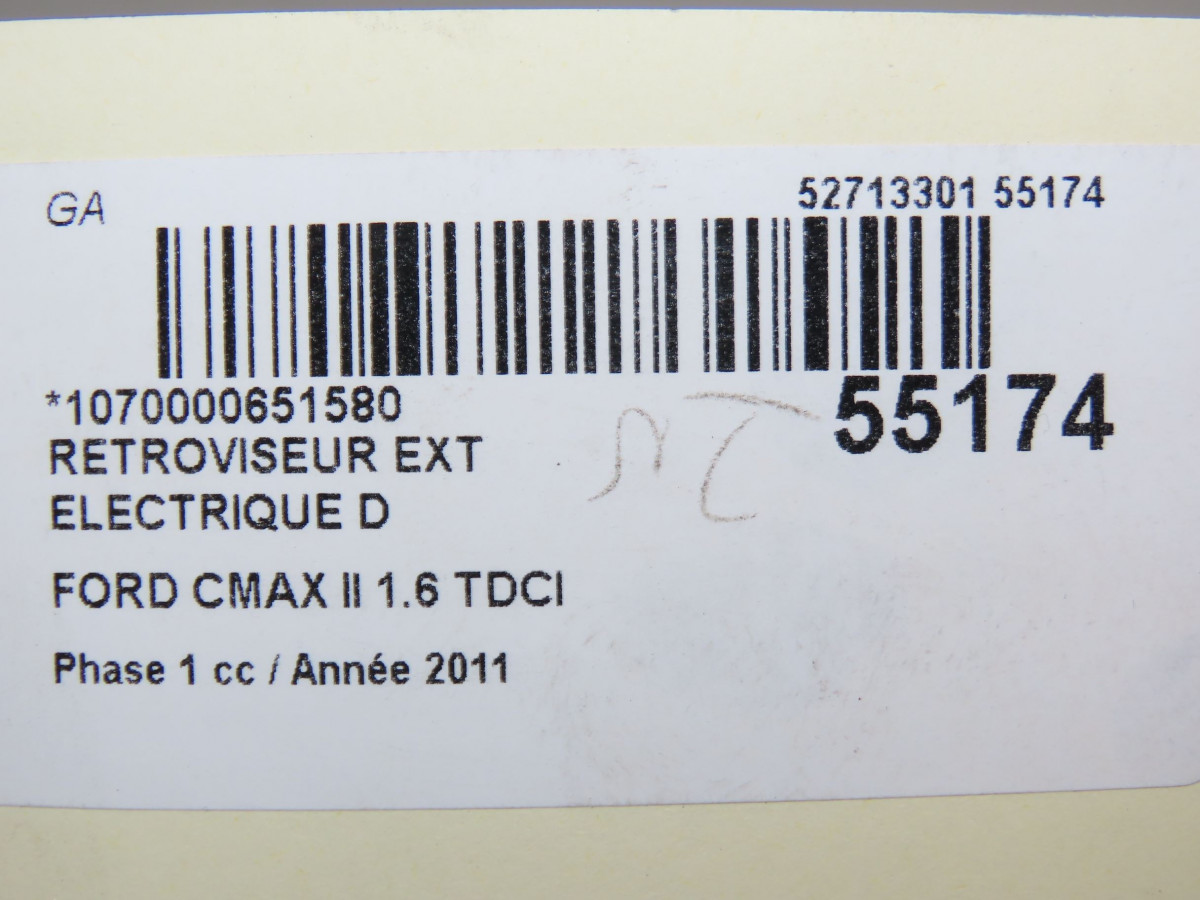 GA
52713301 55174
*1070000651580
55174
RETROVISEUR EXT
ELECTRIQUE D
FORD CMAX II 1.6 TDCI
Phase 1 cc / Année 2011